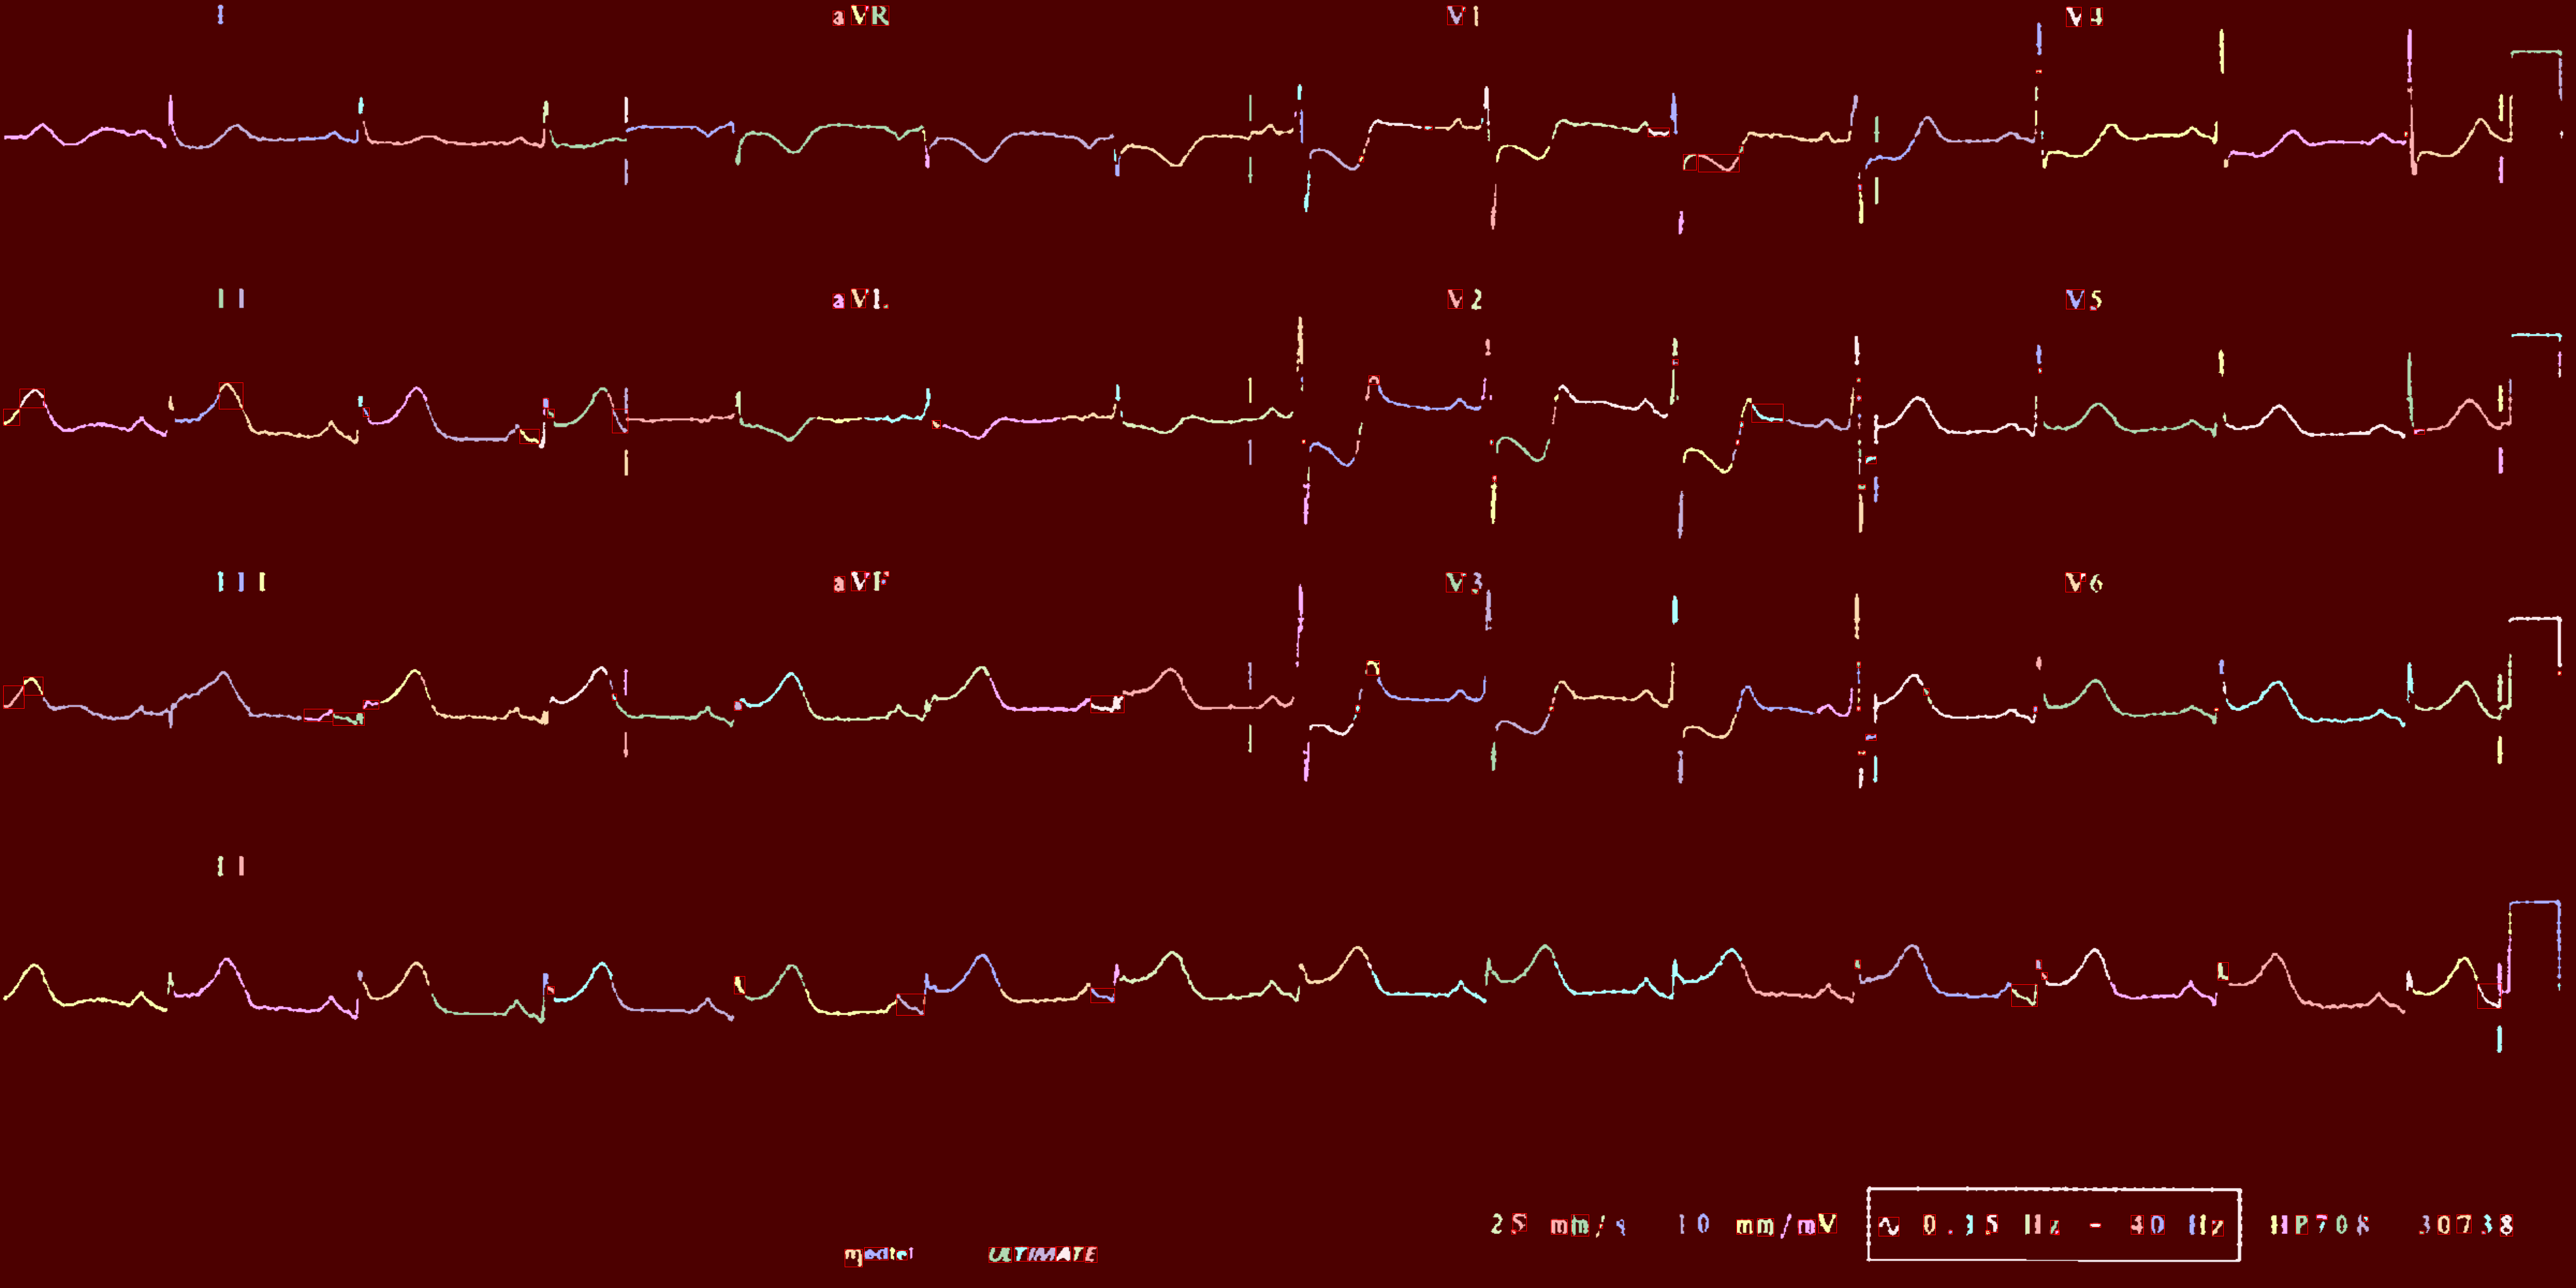 I aVR V1 V4
II aVL V2 V5
III aVF V3 V6
II
25 mm/s 10 mm/mV ~ 0.15 Hz - 40 Hz HP708 30738
ULTIMATE